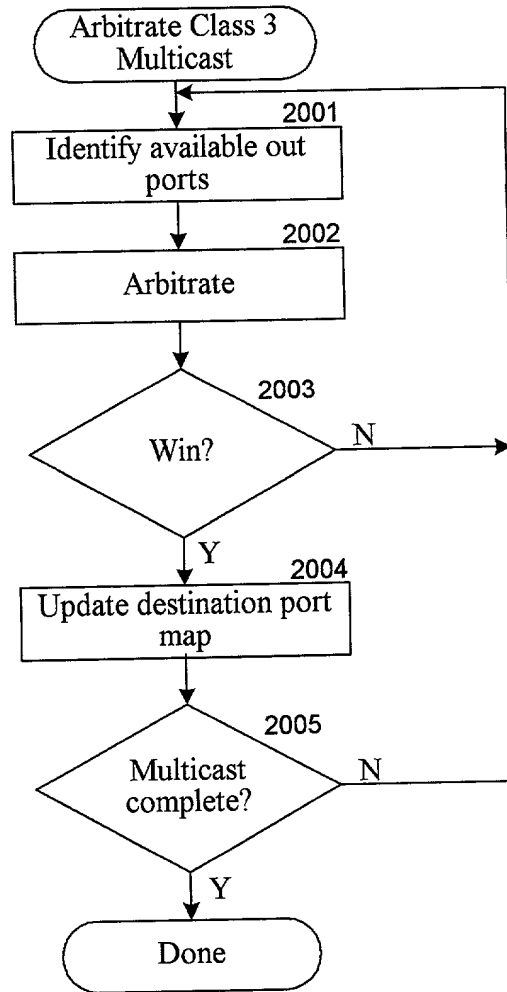 Arbitrate Class 3
Multicast
2001
Identify available out
ports
2002
Arbitrate
2003
Win?
N
Y
2004
Update destination port
map
2005
Multicast
complete?
N
Y
Done